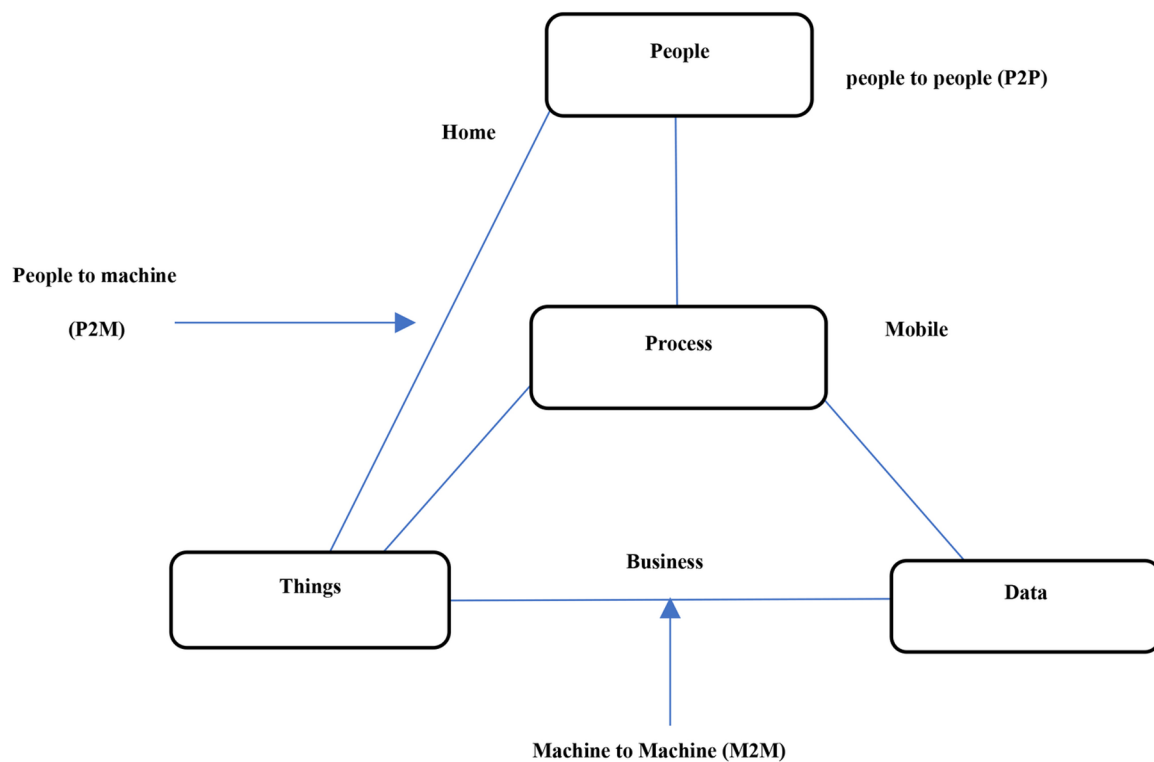 People
people to people (P2P)
Home
People to machine
(P2M)
Process
Mobile
Business
Things
Data
Machine to Machine (M2M)